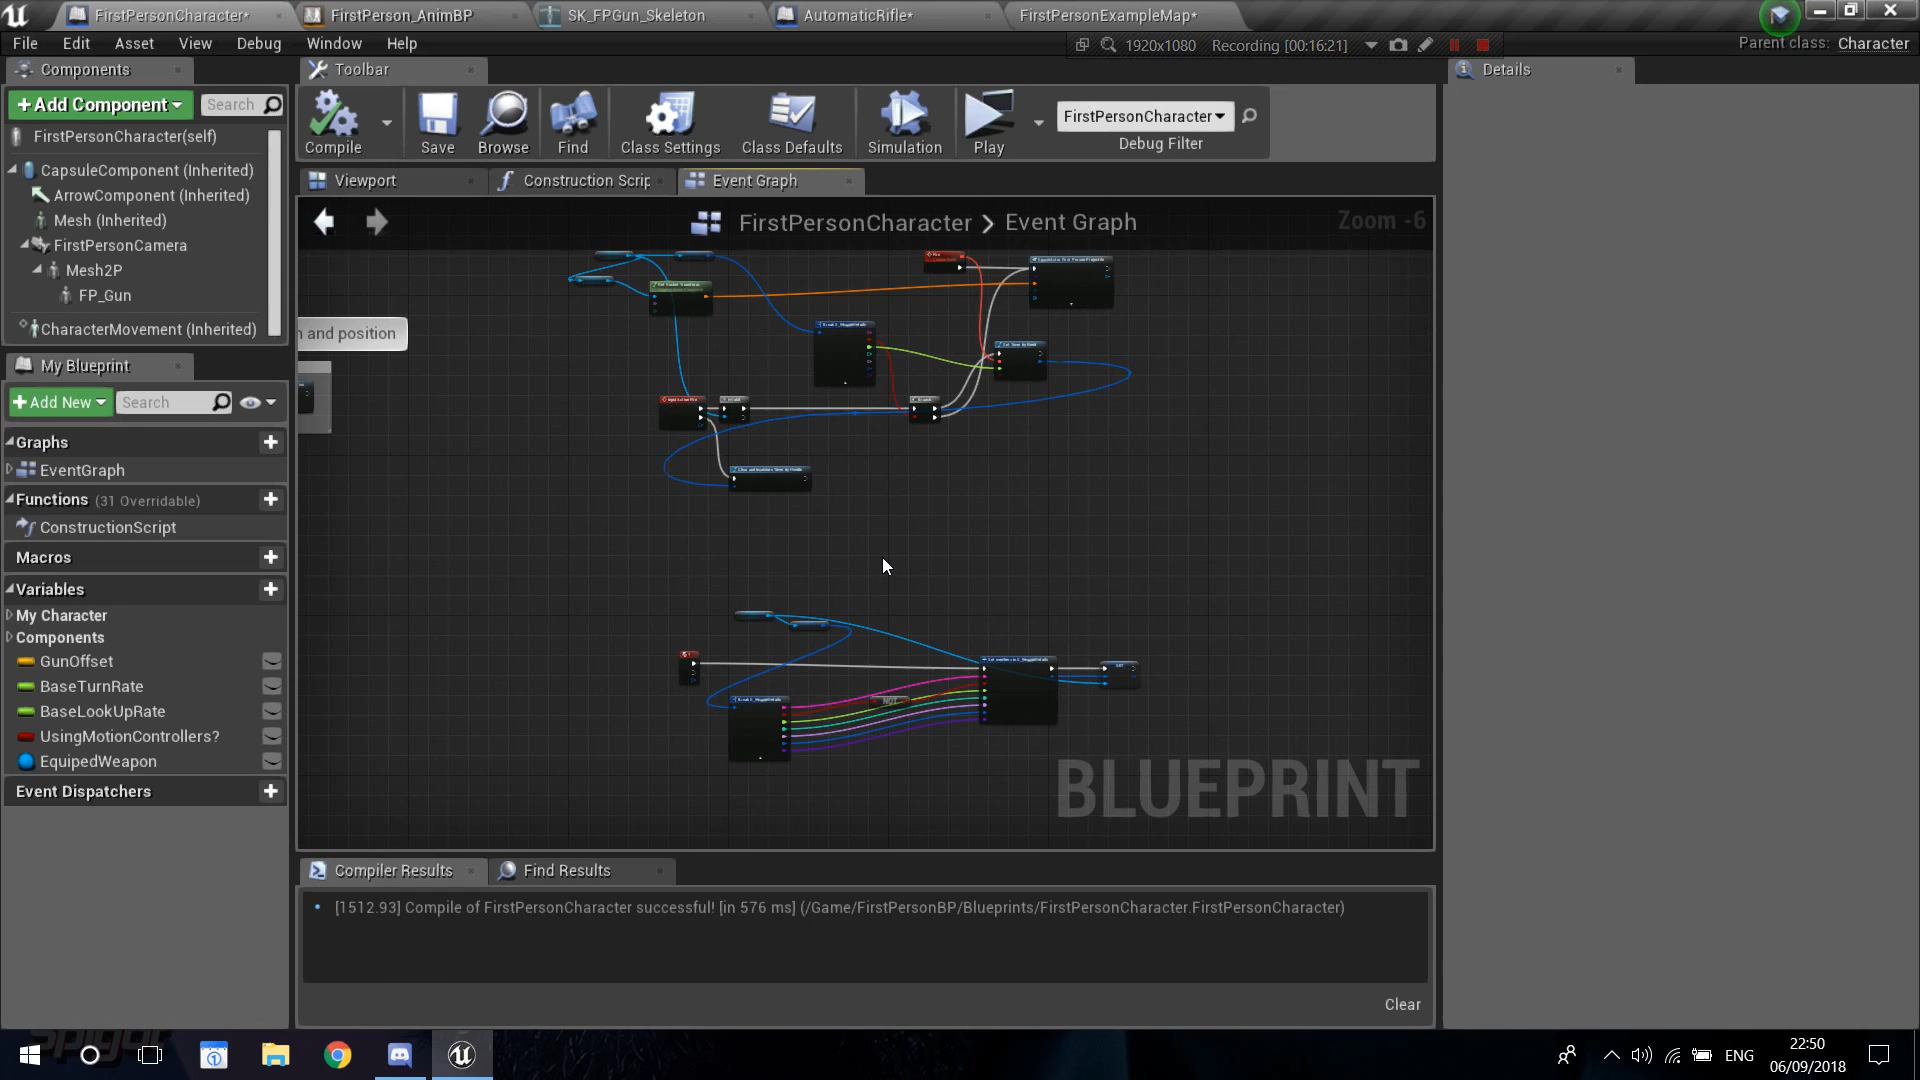 FirstPersonCharacter*
FirstPerson_AnimBP
SK_FPGun_Skeleton
AutomaticRifle*
FirstPersonExampleMap*
File Edit Asset View Debug Window Help
1920x1080 Recording [00:16:21]
Parent class: Character
Components
Toolbar
Details
+Add Component
Search
FirstPersonCharacter(self)
CapsuleComponent (Inherited)
ArrowComponent (Inherited)
Mesh (Inherited)
FirstPersonCamera
Mesh2P
FP_Gun
CharacterMovement (Inherited)
Compile
Save
Browse
Find
Class Settings
Class Defaults
Simulation
Play
FirstPersonCharacter
Debug Filter
Viewport
Construction Scrip
Event Graph
FirstPersonCharacter > Event Graph
Zoom -6
n and position
NOT
SET
BLUEPRINT
My Blueprint
+Add New
Search
Graphs
EventGraph
Functions (31 Overridable)
ConstructionScript
Macros
Variables
My Character
Components
GunOffset
BaseTurnRate
BaseLookUpRate
UsingMotionControllers?
EquipedWeapon
Event Dispatchers
Compiler Results
Find Results
[1512.93] Compile of FirstPersonCharacter successful! [in 576 ms] (/Game/FirstPersonBP/Blueprints/FirstPersonCharacter.FirstPersonCharacter)
Clear
ENG
22:50
06/09/2018